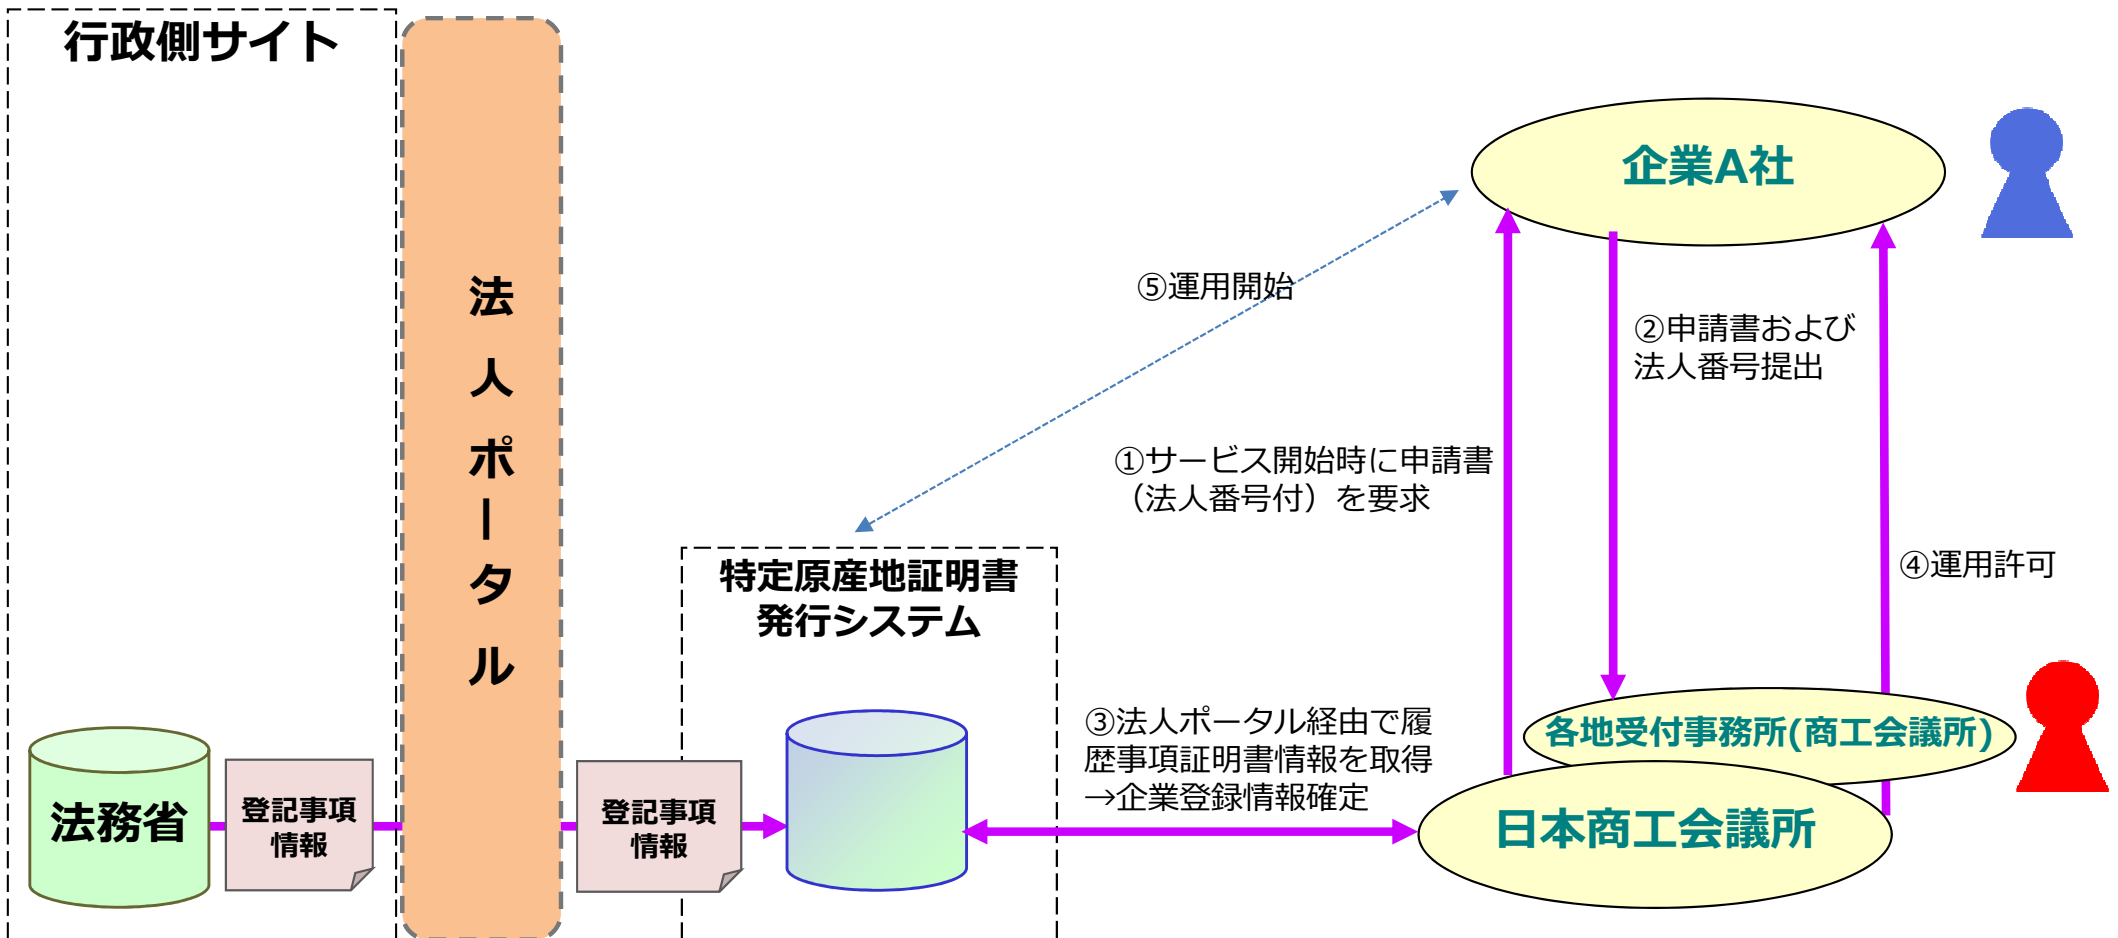 行政側サイト
法人ポータル
企業A社
⑤運用開始
②申請書および
法人番号提出
①サービス開始時に申請書
（法人番号付）を要求
④運用許可
特定原産地証明書
発行システム
③法人ポータル経由で履
歴事項証明書情報を取得
→企業登録情報確定
各地受付事務所(商工会議所)
日本商工会議所
法務省
登記事項
情報
登記事項
情報